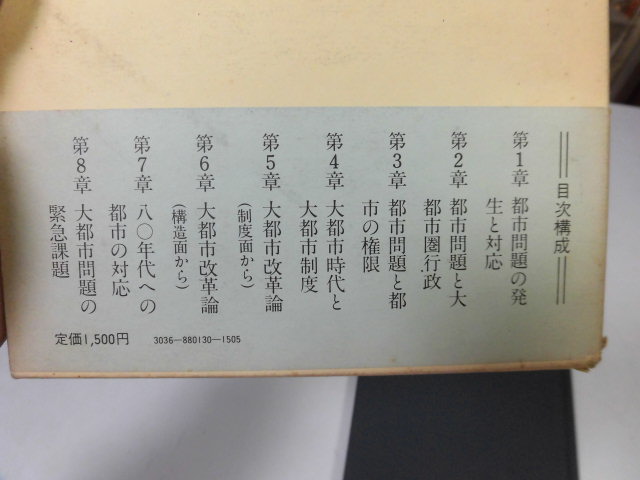 目次構成
第1章 都市問題の発
生と対応
第2章 都市問題と大
都市圏行政
第3章 都市問題と都
市の権限
第4章 大都市時代と
大都市制度
第5章 大都市改革論
(制度面から)
第6章 大都市改革論
(構造面から)
第7章 八〇年代への
都市の対応
第8章 大都市問題の
緊急課題
定価1,500円
3036-880130-1505